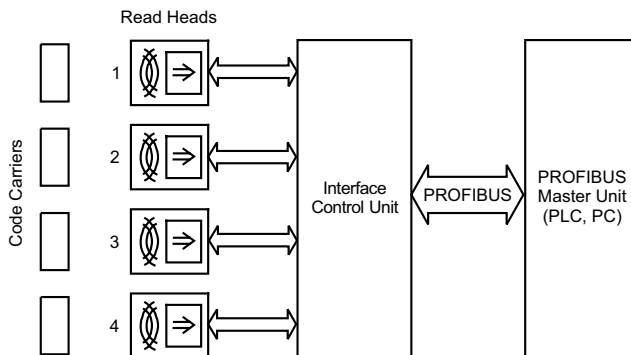 Read Heads
Code Carriers
1
2
3
4
Interface
Control Unit
PROFIBUS
PROFIBUS
Master Unit
(PLC, PC)